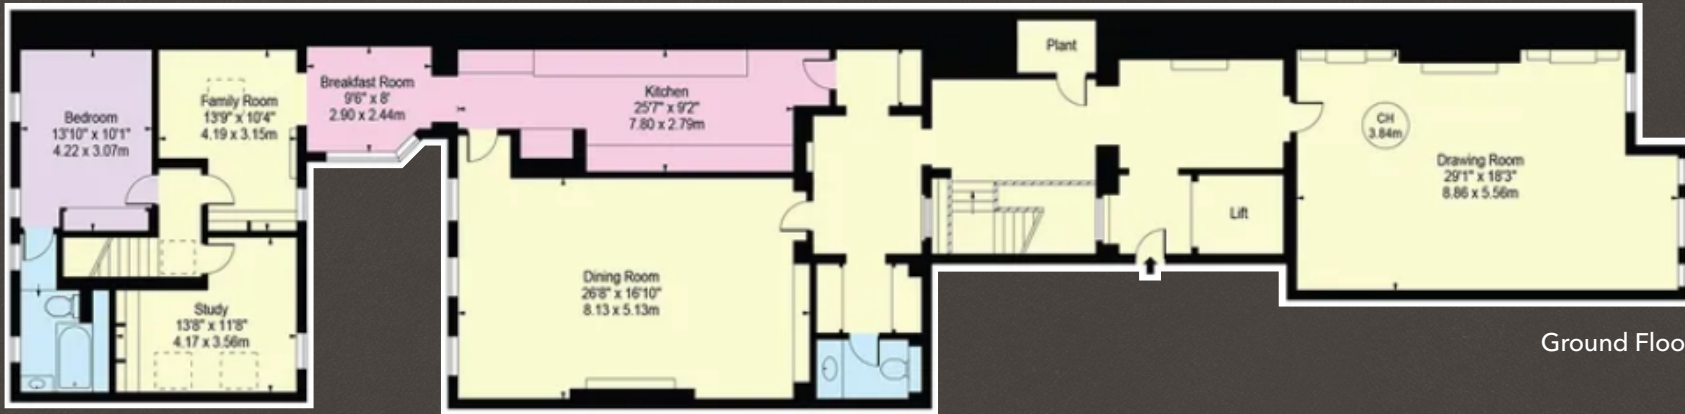 Plant
Breakfast Room
9'6" x 8'
2.90 x 2.44m
Kitchen
25'7" x 9'2"
7.80 x 2.79m
Family Room
13'9" x 10'4"
4.19 x 3.15m
Bedroom
13'10" x 10'1"
4.22 x 3.07m
CH
3.84m
Drawing Room
29'1" x 18'3"
8.86 x 5.56m
Lift
Dining Room
26'8" x 16'10"
8.13 x 5.13m
Study
13'8" x 11'8"
4.17 x 3.56m
Ground Floo